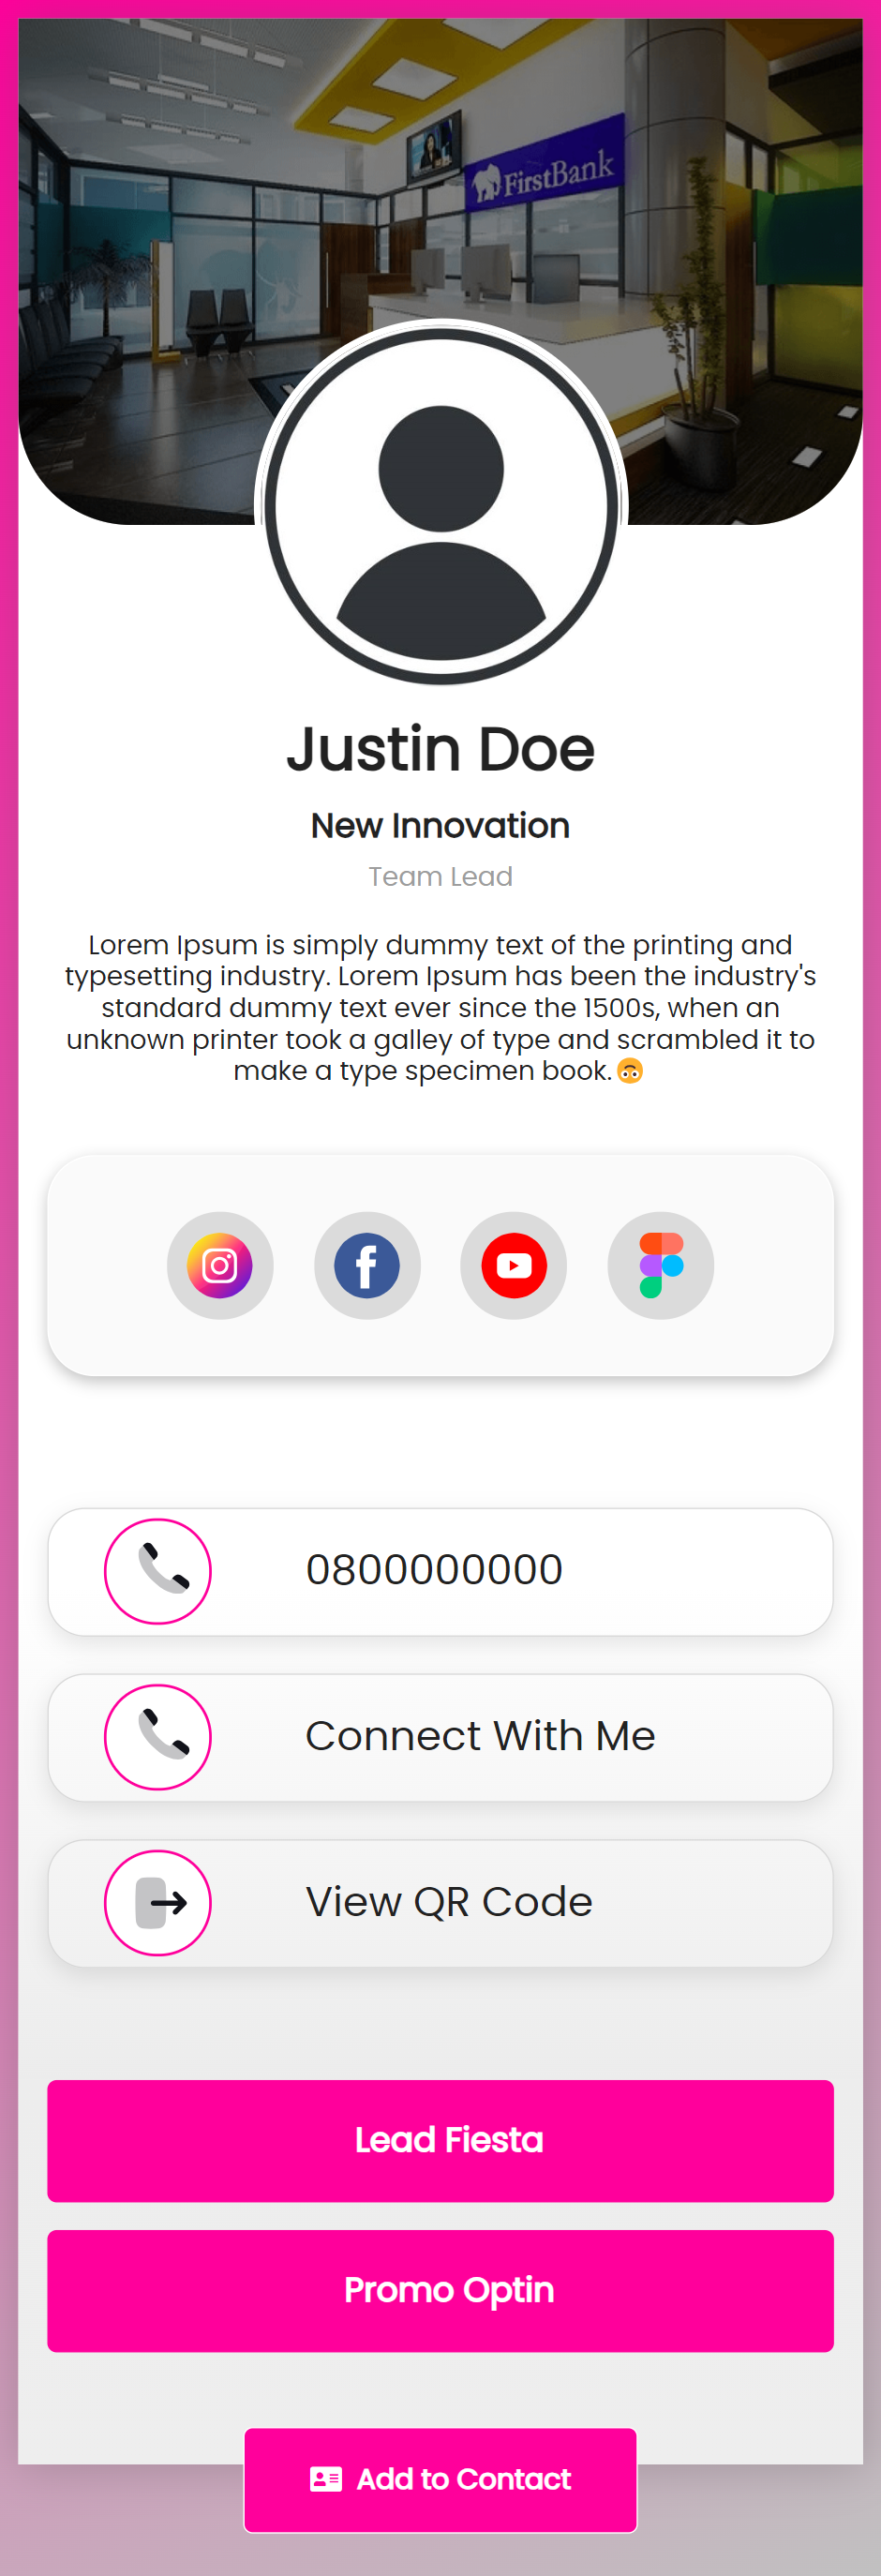 FirstBank
Justin Doe
New Innovation
Team Lead
Lorem Ipsum is simply dummy text of the printing and
typesetting industry. Lorem Ipsum has been the industry's
standard dummy text ever since the 1500s, when an
unknown printer took a galley of type and scrambled it to
make a type specimen book.🙃
0800000000
Connect With Me
View QR Code
Lead Fiesta
Promo Optin
Add to Contact